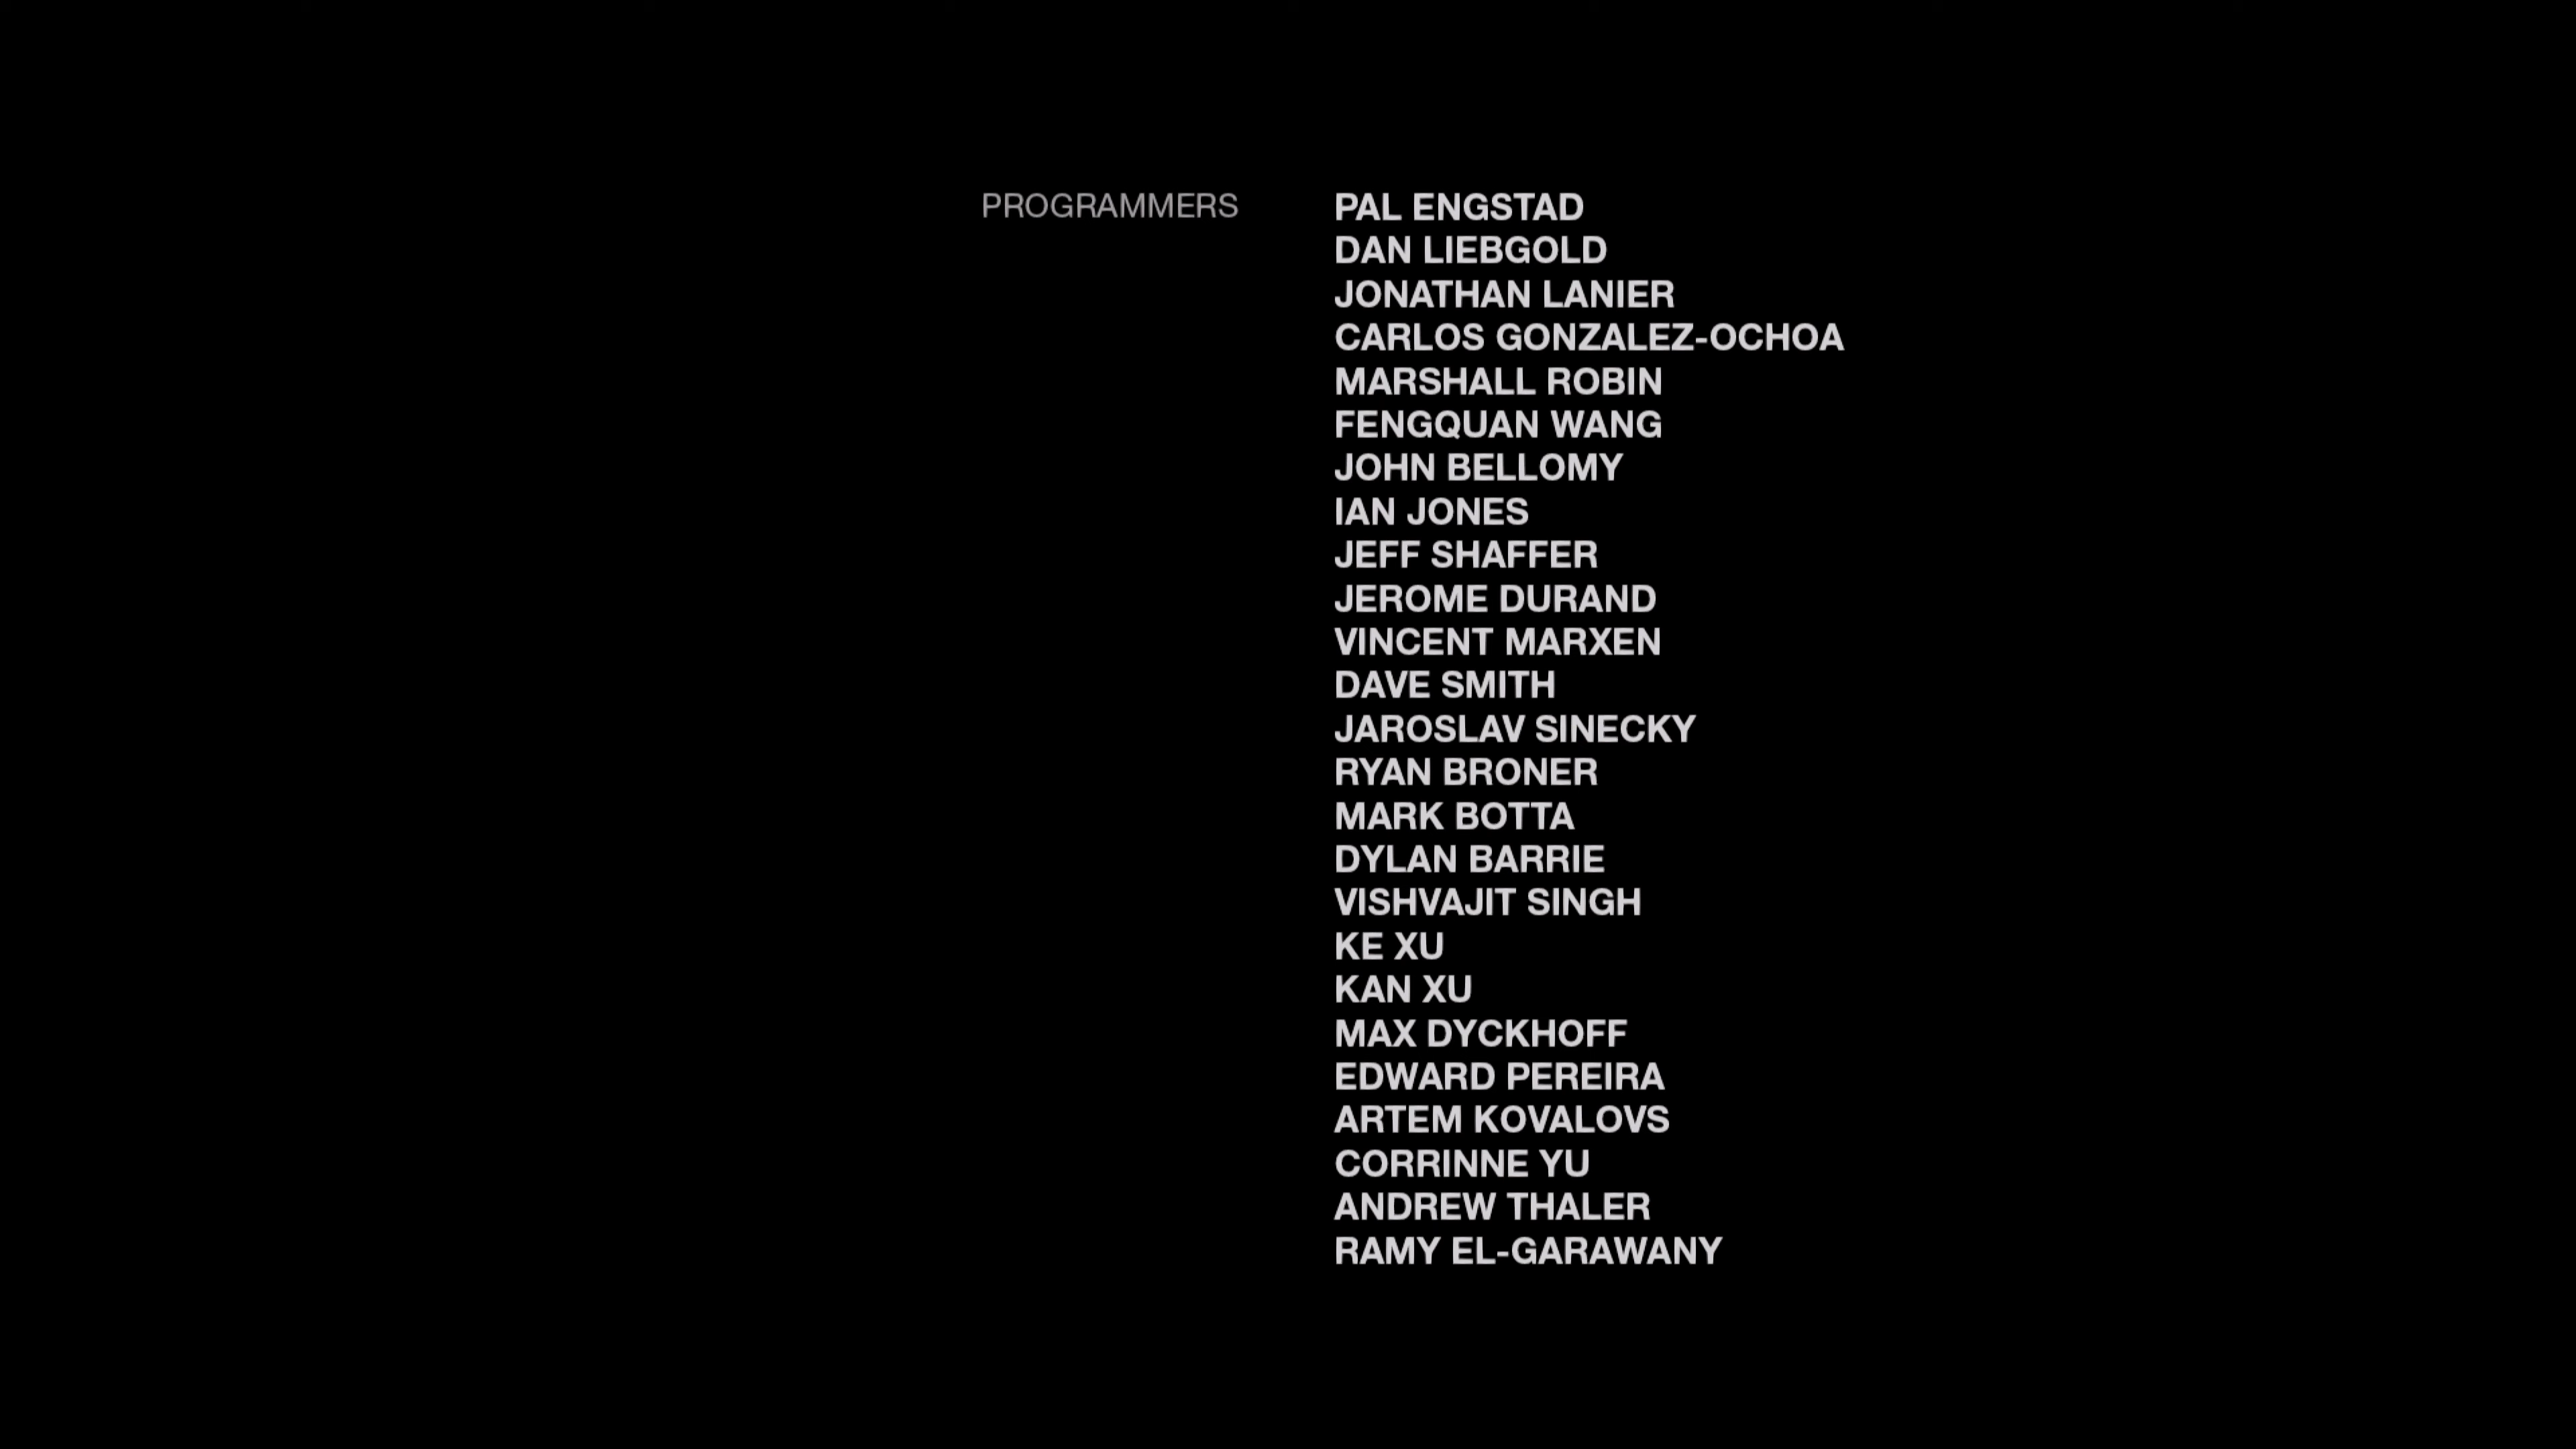 PROGRAMMERS PAL ENGSTAD
DAN LIEBGOLD
JONATHAN LANIER
CARLOS GONZALEZ-OCHOA
MARSHALL ROBIN
FENGQUAN WANG
JOHN BELLOMY
IAN JONES
JEFF SHAFFER
JEROME DURAND
VINCENT MARXEN
DAVE SMITH
JAROSLAV SINECKY
RYAN BRONER
MARK BOTTA
DYLAN BARRIE
VISHVAJIT SINGH
KE XU
KAN XU
MAX DYCKHOFF
EDWARD PEREIRA
ARTEM KOVALOVS
CORRINNE YU
ANDREW THALER
RAMY EL-GARAWANY